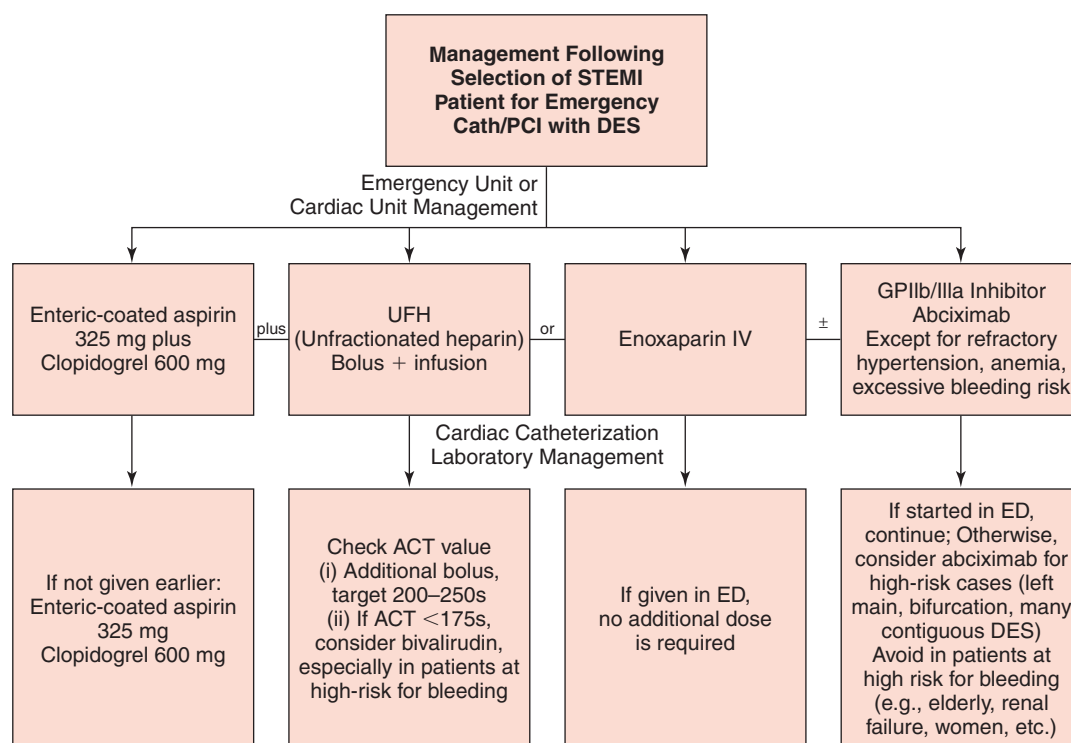 Management Following
Selection of STEMI
Patient for Emergency
Cath/PCI with DES
Emergency Unit or
Cardiac Unit Management
Enteric-coated aspirin
325 mg plus
Clopidogrel 600 mg
plus
UFH
(Unfractionated heparin)
Bolus + infusion
or
Enoxaparin IV
±
GPIIb/IIIa Inhibitor
Abciximab
Except for refractory
hypertension, anemia,
excessive bleeding risk
Cardiac Catheterization
Laboratory Management
If not given earlier:
Enteric-coated aspirin
325 mg
Clopidogrel 600 mg
Check ACT value
(i) Additional bolus,
target 200–250s
(ii) If ACT <175s,
consider bivalirudin,
especially in patients at
high-risk for bleeding
If given in ED,
no additional dose
is required
If started in ED,
continue; Otherwise,
consider abciximab for
high-risk cases (left
main, bifurcation, many
contiguous DES)
Avoid in patients at
high risk for bleeding
(e.g., elderly, renal
failure, women, etc.)